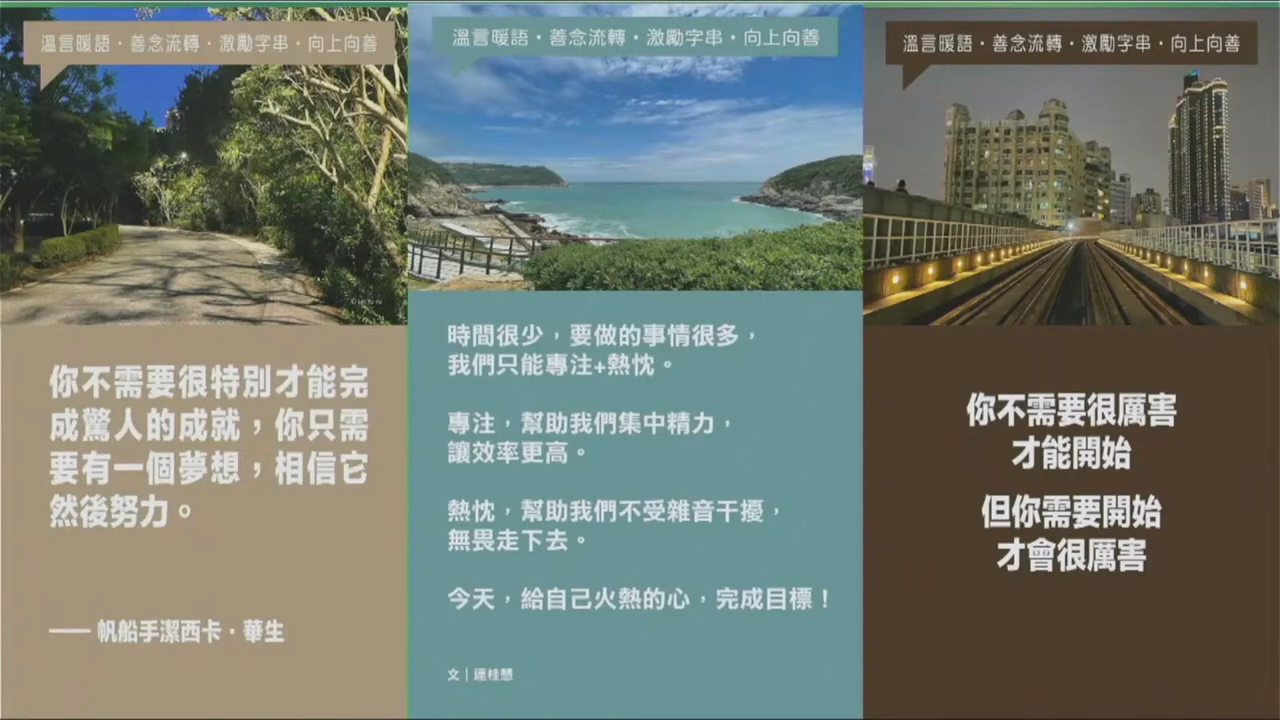 溫言暖語・善念流轉・激勵字串・向上向善
你不需要很特別才能完
成驚人的成就，你只需
要有一個夢想，相信它
然後努力。
—— 帆船手潔西卡・華生
溫言暖語・善念流轉・激勵字串・向上向善
時間很少，要做的事情很多，
我們只能專注+熱忱。
專注，幫助我們集中精力，
讓效率更高。
熱忱，幫助我們不受雜音干擾，
無畏走下去。
今天，給自己火熱的心，完成目標！
文｜連桂慧
溫言暖語・善念流轉・激勵字串・向上向善
你不需要很厲害
才能開始
但你需要開始
才會很厲害